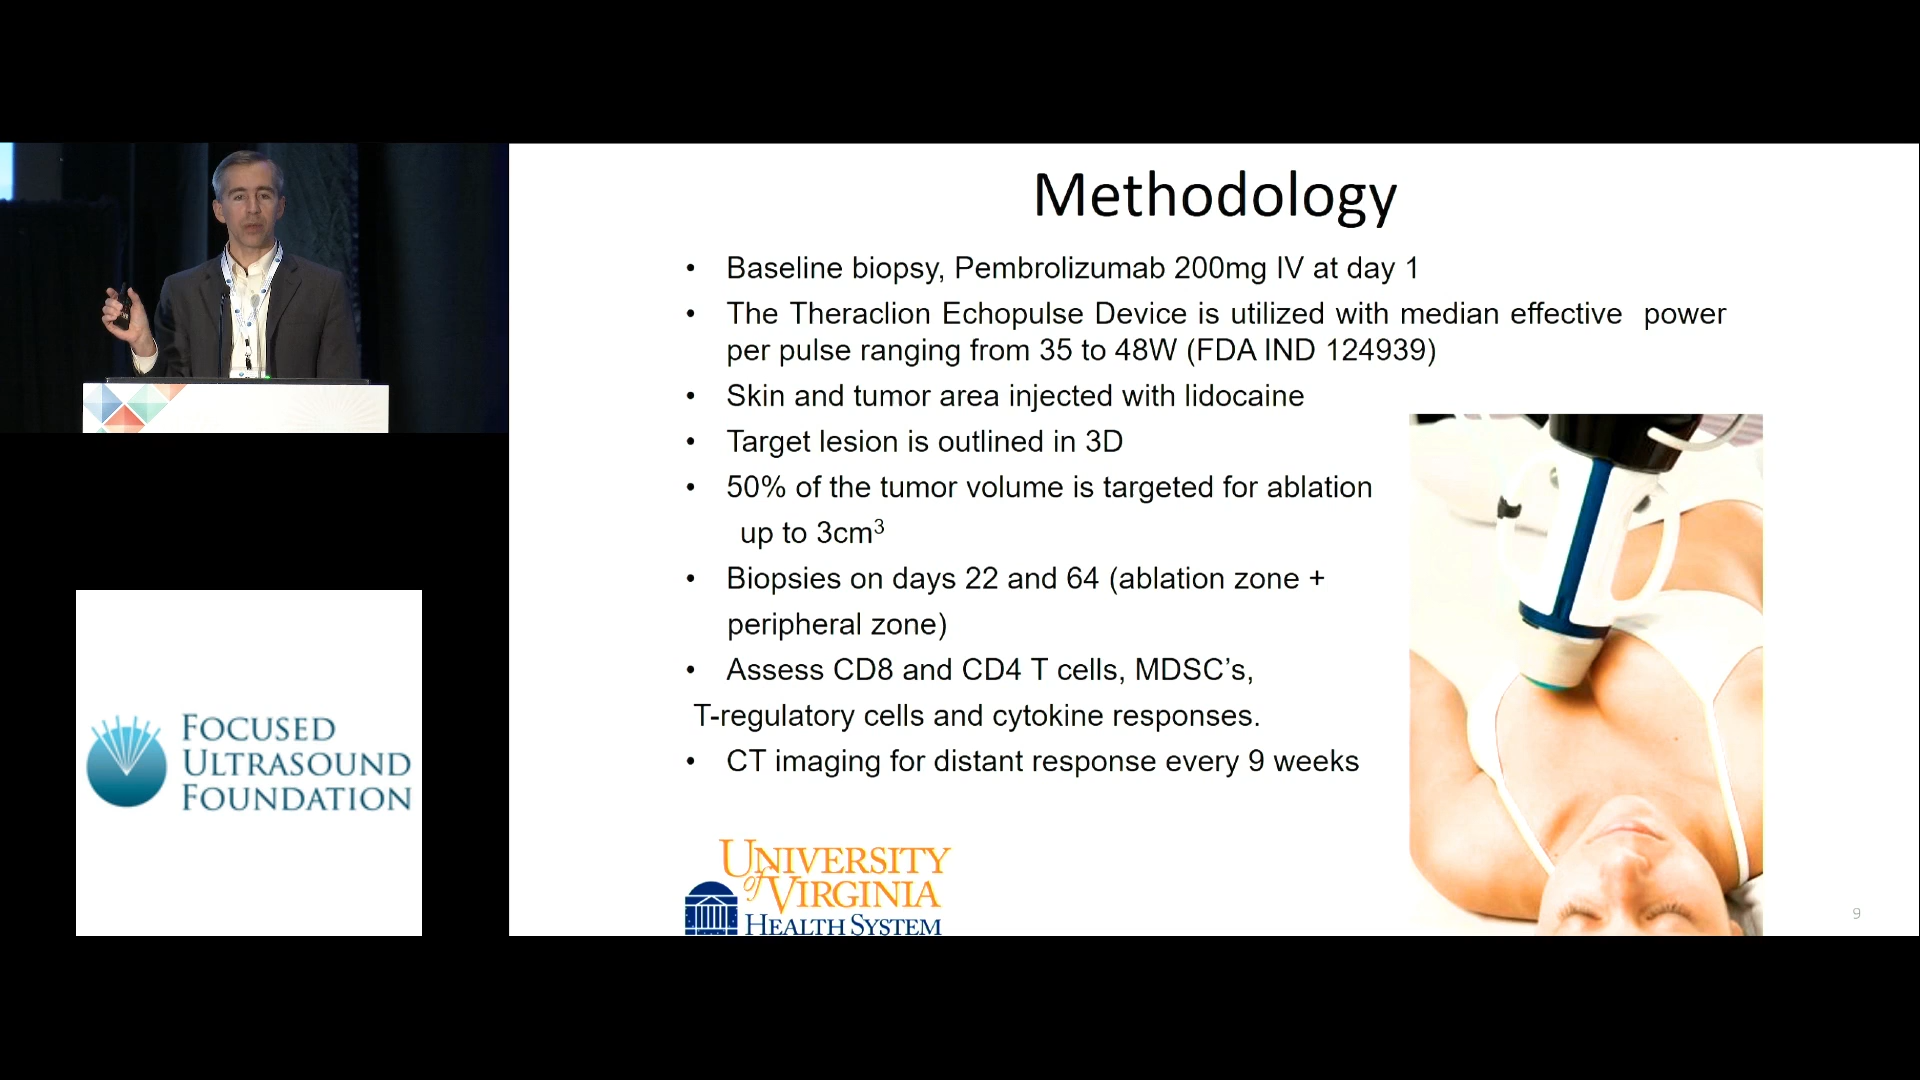 Methodology
• Baseline biopsy, Pembrolizumab 200mg IV at day 1
• The Theraclion Echopulse Device is utilized with median effective power
per pulse ranging from 35 to 48W (FDA IND 124939)
• Skin and tumor area injected with lidocaine
• Target lesion is outlined in 3D
• 50% of the tumor volume is targeted for ablation
up to 3cm³
• Biopsies on days 22 and 64 (ablation zone +
peripheral zone)
• Assess CD8 and CD4 T cells, MDSC’s,
T-regulatory cells and cytokine responses.
• CT imaging for distant response every 9 weeks
UNIVERSITY
of VIRGINIA
HEALTH SYSTEM
9
FOCUSED
ULTRASOUND
FOUNDATION